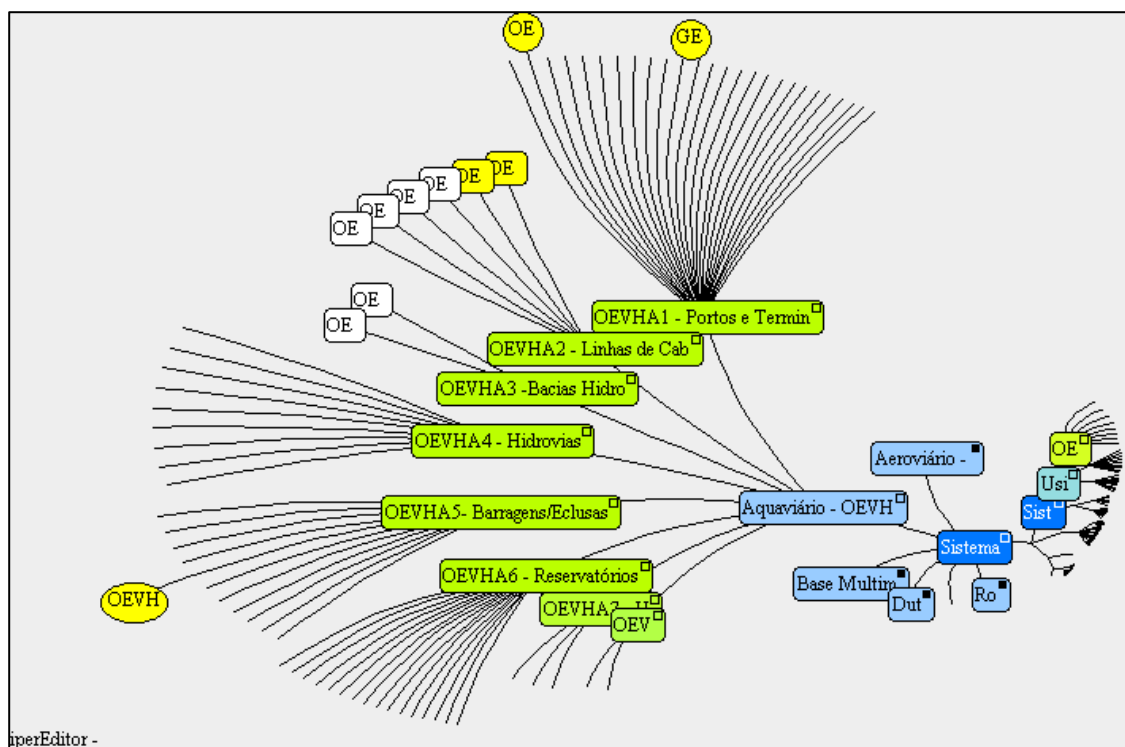 OE
GE
OE
OE
OE
OE
OE
OE
OE
OE
OEVHA1 - Portos e Termin
OEVHA2 - Linhas de Cab
OEVHA3 -Bacias Hidro
OEVHA4 - Hidrovias
Aeroviário -
OE
Usi
Sist
OEVHA5- Barragens/Eclusas
Aquaviário - OEVH
Sistema
OEVHA6 - Reservatórios
Base Multim
Dut
Ro
OEVH
OEV
iperEditor -